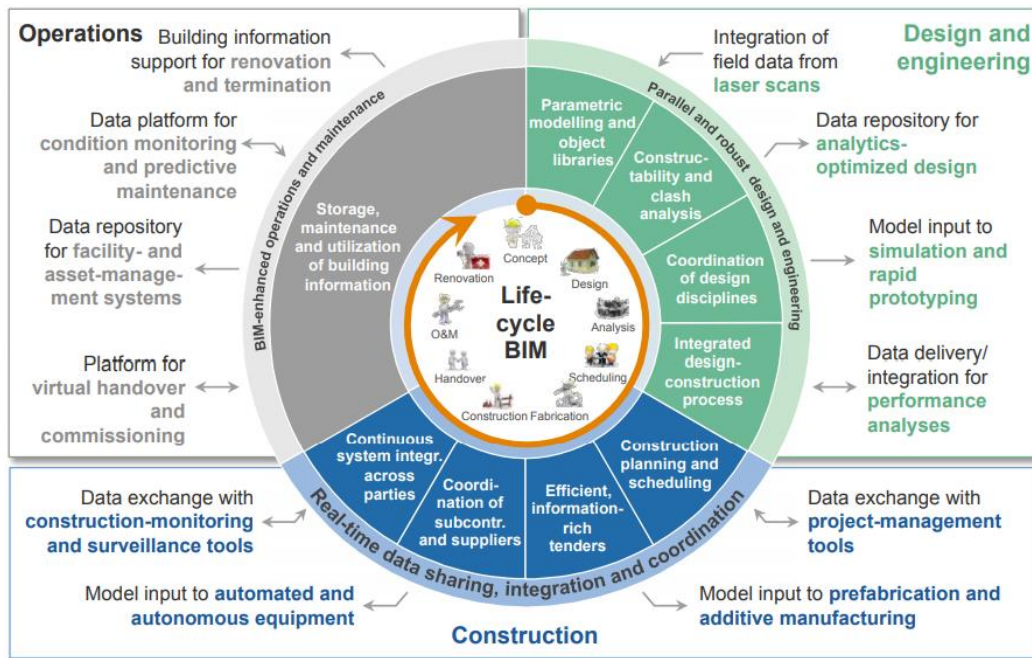 Operations
Building information
support for renovation
and termination
Data platform for
condition monitoring
and predictive
maintenance
Data repository
for facility- and
asset-manage-
ment systems
Platform for
virtual handover
and
commissioning
BIM-enhanced operations and maintenance
Storage,
maintenance
and utilization
of building
information
Design and
engineering
Integration of
field data from
laser scans
Data repository for
analytics-
optimized design
Model input to
simulation and
rapid
prototyping
Data delivery/
integration for
performance
analyses
Parallel and robust design and engineering
Parametric
modelling and
object
libraries
Construc-
tability and
clash
analysis
Coordination
of design
disciplines
Integrated
design-
construction
process
Life-
cycle
BIM
Concept
Design
Analysis
Scheduling
Fabrication
Construction
Handover
O&M
Renovation
Continuous
system integr.
across
parties
Coordi-
nation of
subcontr.
and suppliers
Efficient,
information-
rich
tenders
Construction
planning and
scheduling
Real-time data sharing, integration and coordination
Data exchange with
construction-monitoring
and surveillance tools
Model input to automated and
autonomous equipment
Data exchange with
project-management
tools
Model input to prefabrication and
additive manufacturing
Construction